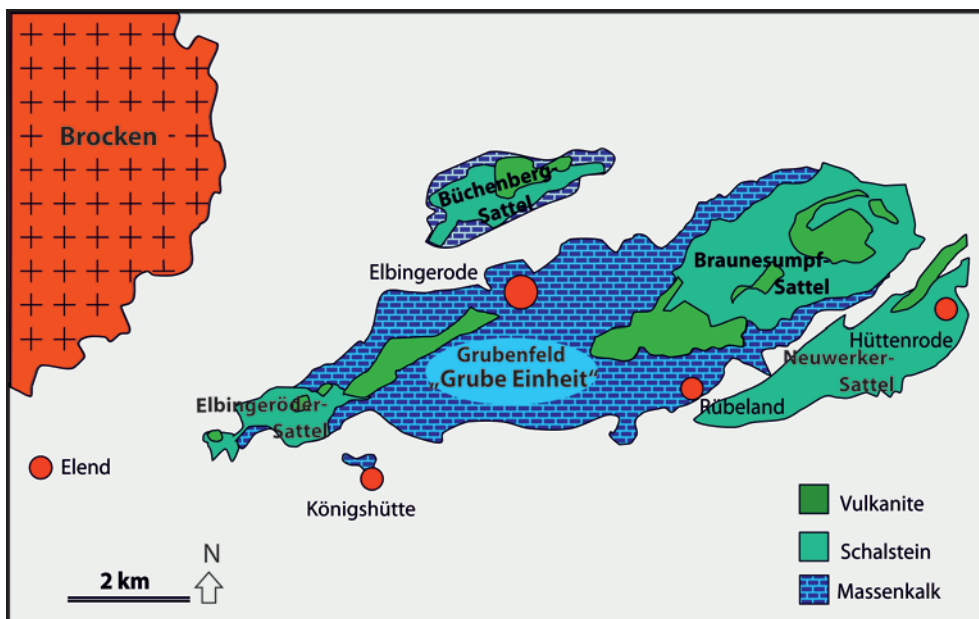 Brocken
Büchenberg-
Sattel
Elbingerode
Braunesumpf-
Sattel
Hüttenrode
Neuwerker-
Sattel
Grubenfeld
„Grube Einheit“
Rübeland
Elbingeröder-
Sattel
Elend
Königshütte
N
2 km
Vulkanite
Schalstein
Massenkalk